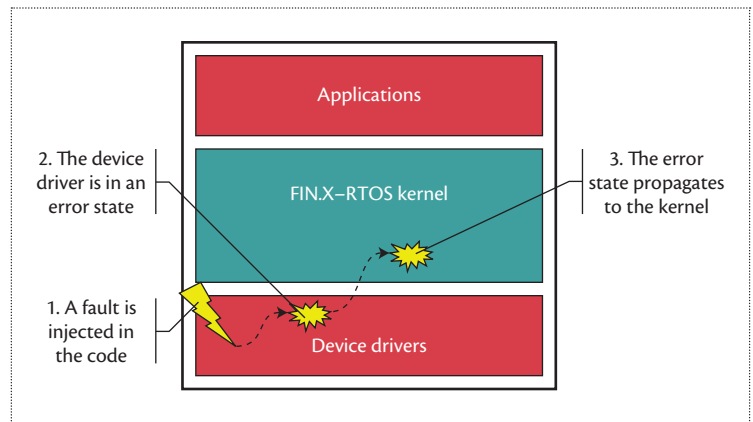 Applications
2. The device
driver is in an
error state
FIN.X–RTOS kernel
3. The error
state propagates
to the kernel
1. A fault is
injected in
the code
Device drivers